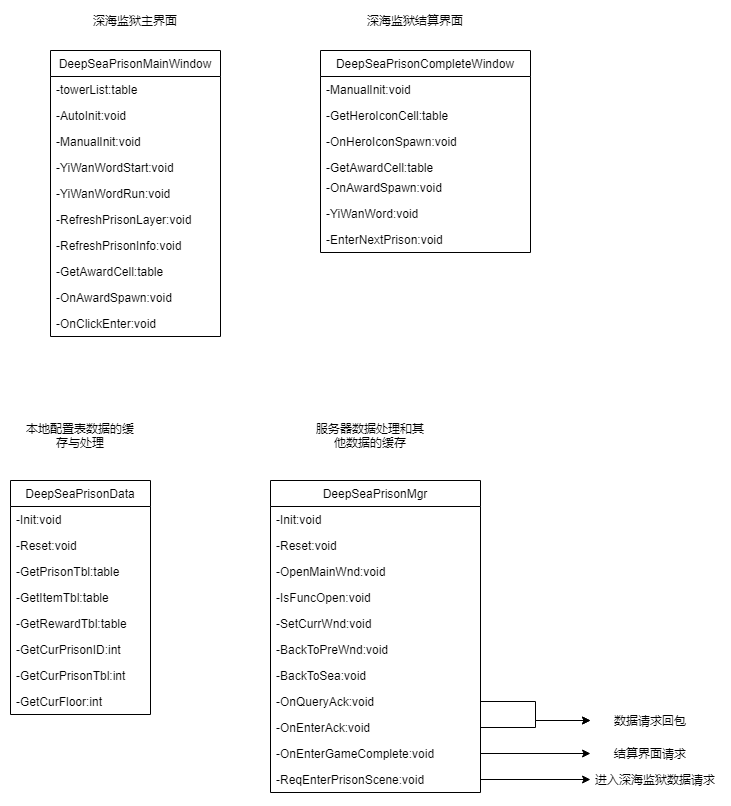 深海监狱主界面
DeepSeaPrisonMainWindow
-towerList:table
-AutoInit:void
-ManualInit:void
-YiWanWordStart:void
-YiWanWordRun:void
-RefreshPrisonLayer:void
-RefreshPrisonInfo:void
-GetAwardCell:table
-OnAwardSpawn:void
-OnClickEnter:void
深海监狱结算界面
DeepSeaPrisonCompleteWindow
-ManualInit:void
-GetHeroIconCell:table
-OnHeroIconSpawn:void
-GetAwardCell:table
-OnAwardSpawn:void
-YiWanWord:void
-EnterNextPrison:void
本地配置表数据的缓
存与处理
DeepSeaPrisonData
-Init:void
-Reset:void
-GetPrisonTbl:table
-GetItemTbl:table
-GetRewardTbl:table
-GetCurPrisonID:int
-GetCurPrisonTbl:int
-GetCurFloor:int
服务器数据处理和其
他数据的缓存
DeepSeaPrisonMgr
-Init:void
-Reset:void
-OpenMainWnd:void
-IsFuncOpen:void
-SetCurrWnd:void
-BackToPreWnd:void
-BackToSea:void
-OnQueryAck:void
-OnEnterAck:void
-OnEnterGameComplete:void
-ReqEnterPrisonScene:void
数据请求回包
结算界面请求
进入深海监狱数据请求